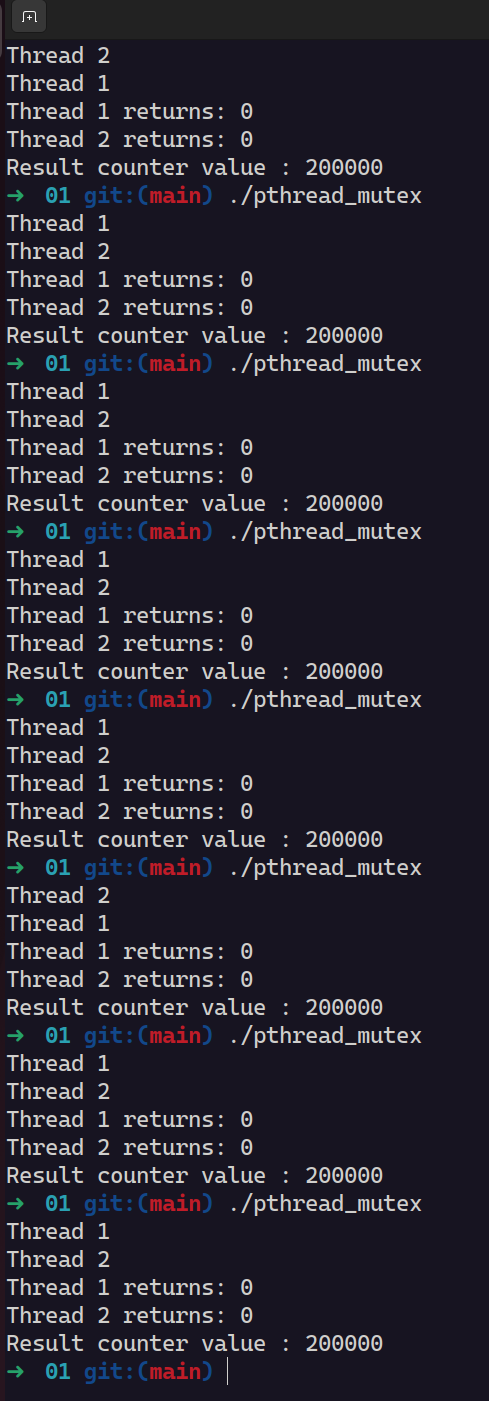 Thread 2
Thread 1
Thread 1 returns: 0
Thread 2 returns: 0
Result counter value : 200000
➜  01 git:(main) ./pthread_mutex
Thread 1
Thread 2
Thread 1 returns: 0
Thread 2 returns: 0
Result counter value : 200000
➜  01 git:(main) ./pthread_mutex
Thread 1
Thread 2
Thread 1 returns: 0
Thread 2 returns: 0
Result counter value : 200000
➜  01 git:(main) ./pthread_mutex
Thread 1
Thread 2
Thread 1 returns: 0
Thread 2 returns: 0
Result counter value : 200000
➜  01 git:(main) ./pthread_mutex
Thread 1
Thread 2
Thread 1 returns: 0
Thread 2 returns: 0
Result counter value : 200000
➜  01 git:(main) ./pthread_mutex
Thread 2
Thread 1
Thread 1 returns: 0
Thread 2 returns: 0
Result counter value : 200000
➜  01 git:(main) ./pthread_mutex
Thread 1
Thread 2
Thread 1 returns: 0
Thread 2 returns: 0
Result counter value : 200000
➜  01 git:(main) ./pthread_mutex
Thread 1
Thread 2
Thread 1 returns: 0
Thread 2 returns: 0
Result counter value : 200000
➜  01 git:(main)